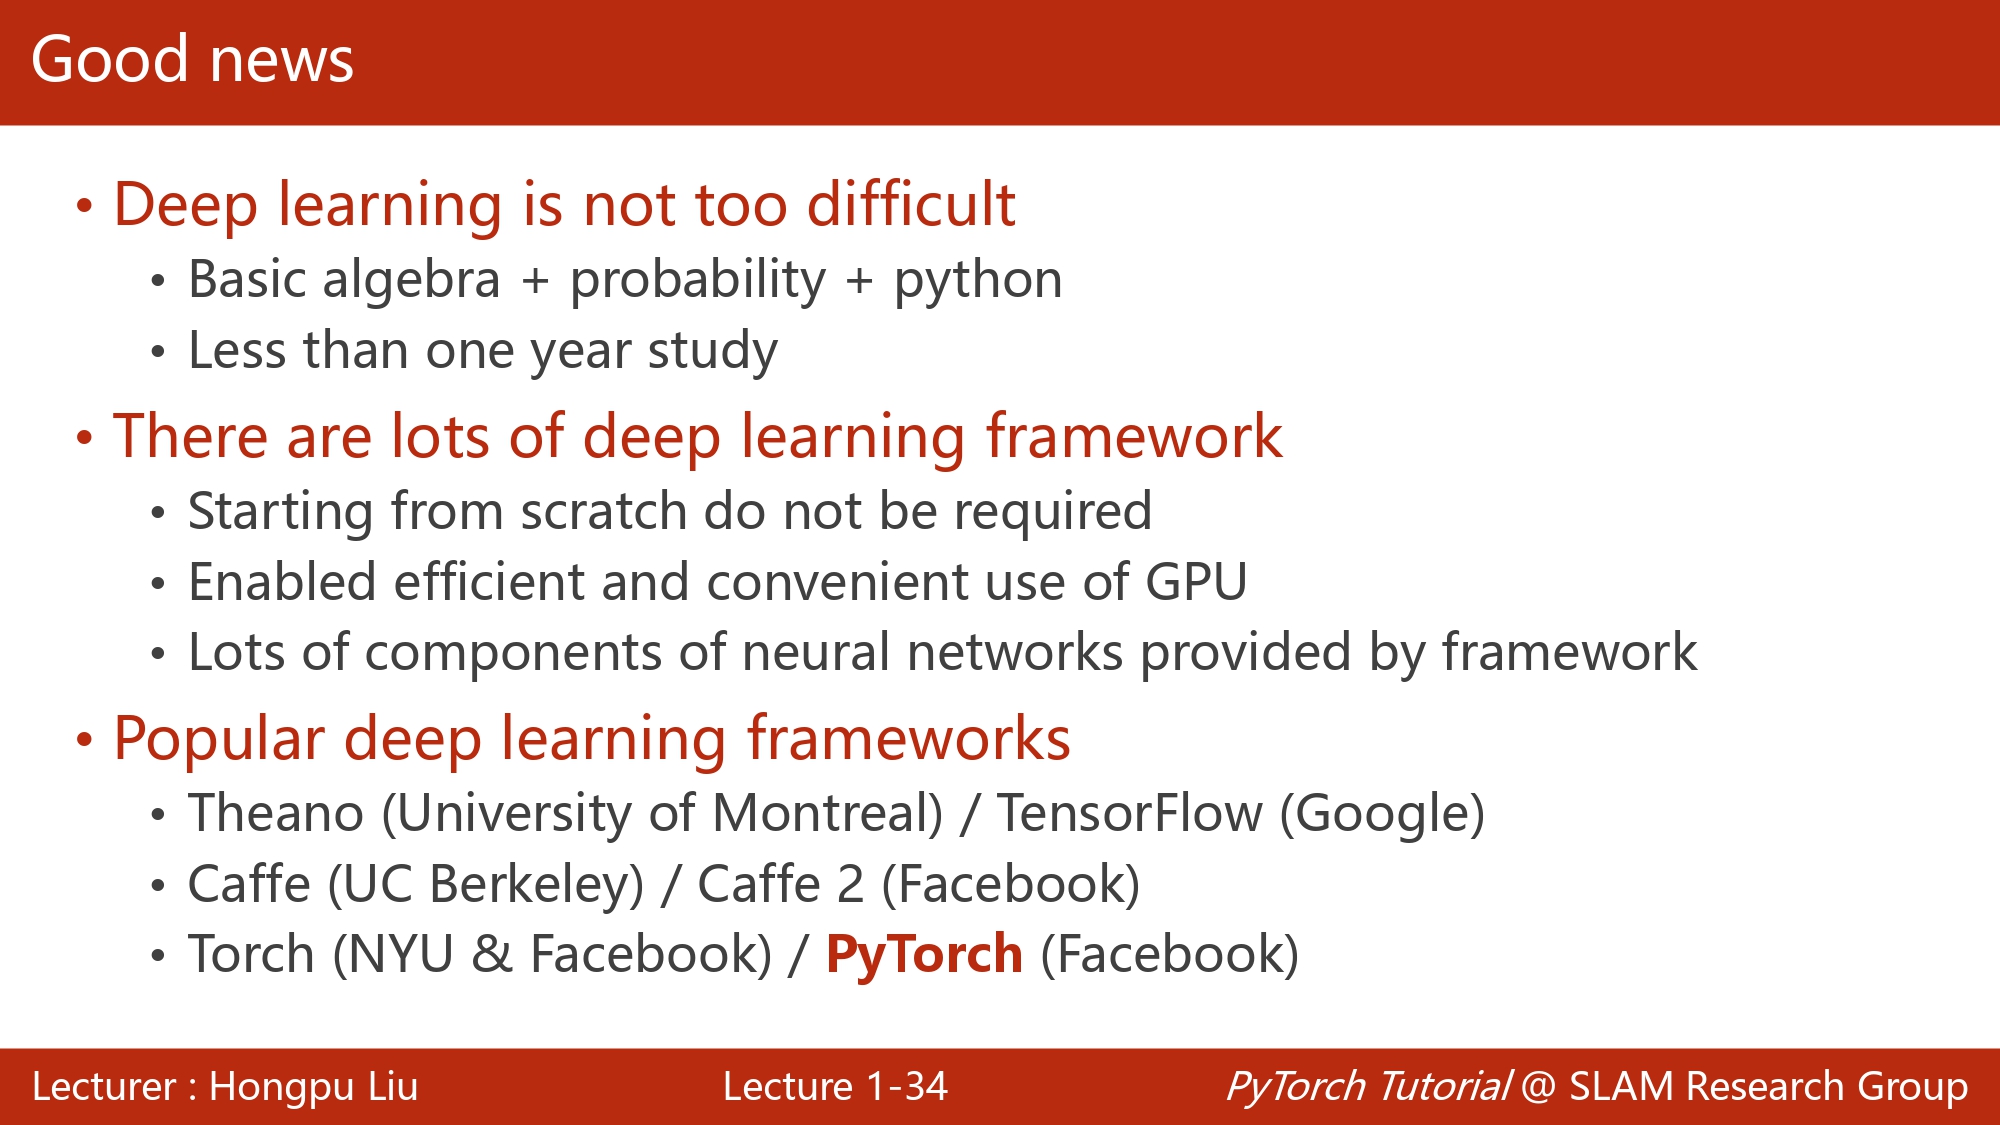 Good news
• Deep learning is not too difficult
• Basic algebra + probability + python
• Less than one year study
• There are lots of deep learning framework
• Starting from scratch do not be required
• Enabled efficient and convenient use of GPU
• Lots of components of neural networks provided by framework
• Popular deep learning frameworks
• Theano (University of Montreal) / TensorFlow (Google)
• Caffe (UC Berkeley) / Caffe 2 (Facebook)
• Torch (NYU & Facebook) / PyTorch (Facebook)
Lecturer : Hongpu Liu Lecture 1-34 PyTorch Tutorial @ SLAM Research Group